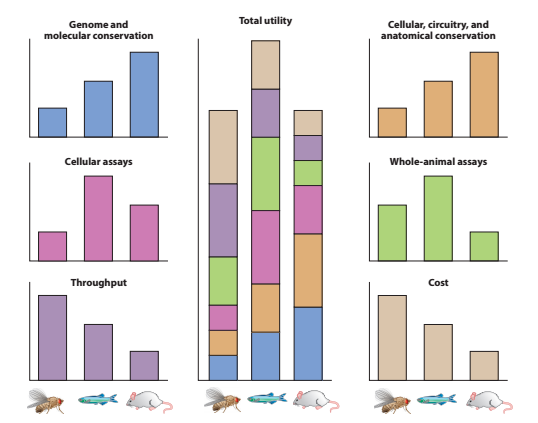 Genome and
molecular conservation
Total utility
Cellular, circuitry, and
anatomical conservation
Cellular assays
Whole-animal assays
Throughput
Cost